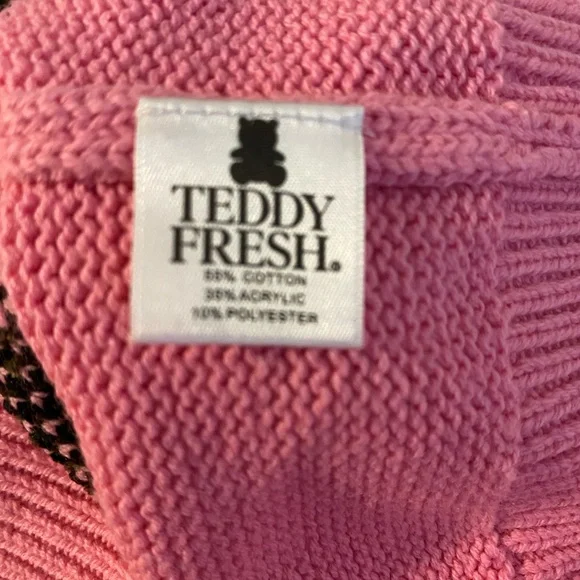 TEDDY
FRESH.
55% COTTON
35% ACRYLIC
10% POLYESTER